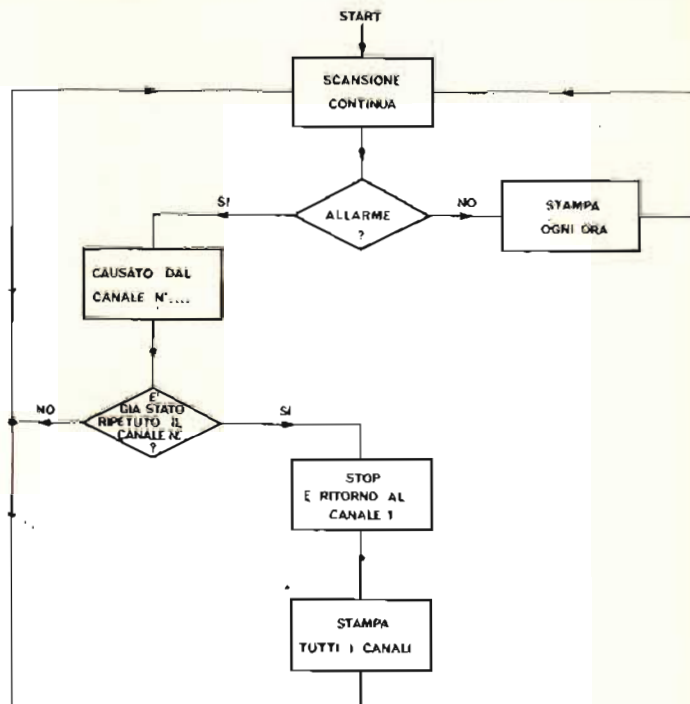 START
SCANSIONE
CONTINUA
ALLARME
?
SI
NO
STAMPA
OGNI ORA
CAUSATO DAL
CANALE N°....
E'
GIA STATO
RIPETUTO IL
CANALE N°
?
NO
SI
STOP
E RITORNO AL
CANALE 1
STAMPA
TUTTI I CANALI